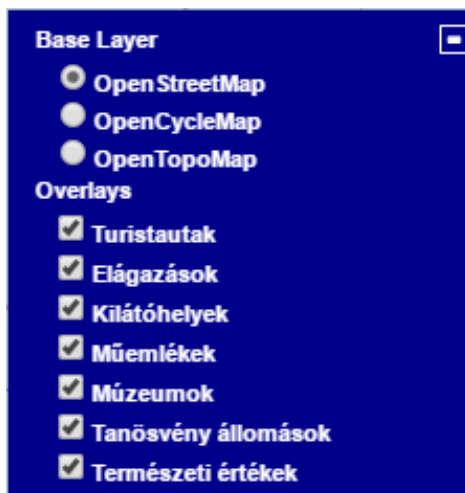 Base Layer
OpenStreetMap
OpenCycleMap
OpenTopoMap
Overlays
Turistautak
Elágazások
Kilátóhelyek
Műemlékek
Múzeumok
Tanösvény állomások
Természeti értékek